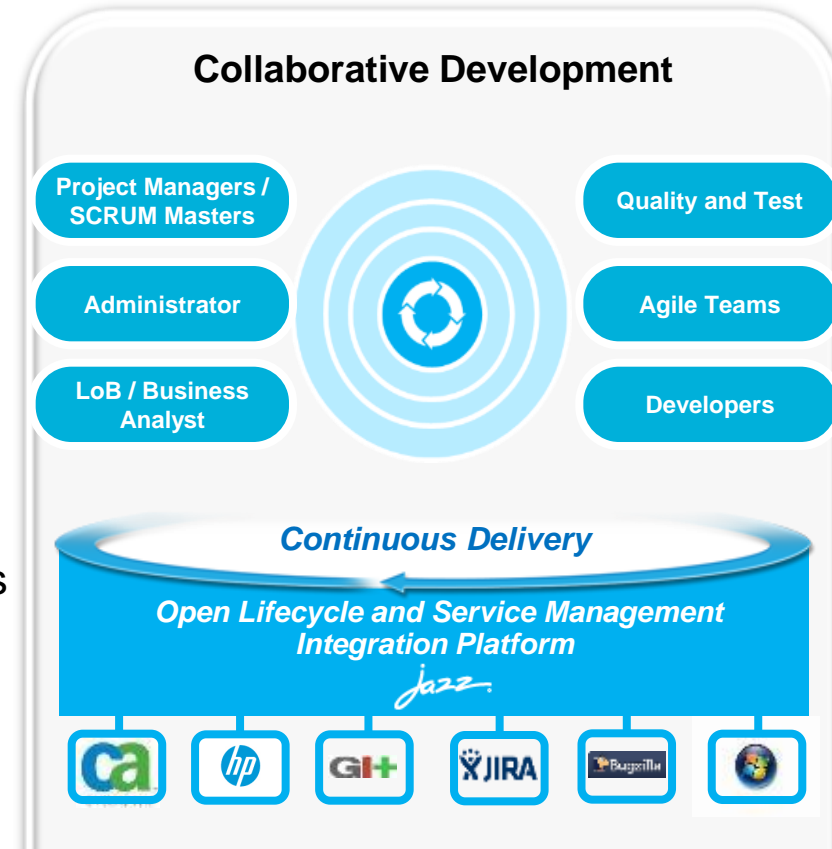 Collaborative Development
Project Managers /
SCRUM Masters
Quality and Test
Administrator
Agile Teams
LoB / Business
Analyst
Developers
s
Continuous Delivery
Open Lifecycle and Service Management
Integration Platform
jazz
ca
hp
GIt
JIRA
Bugzilla